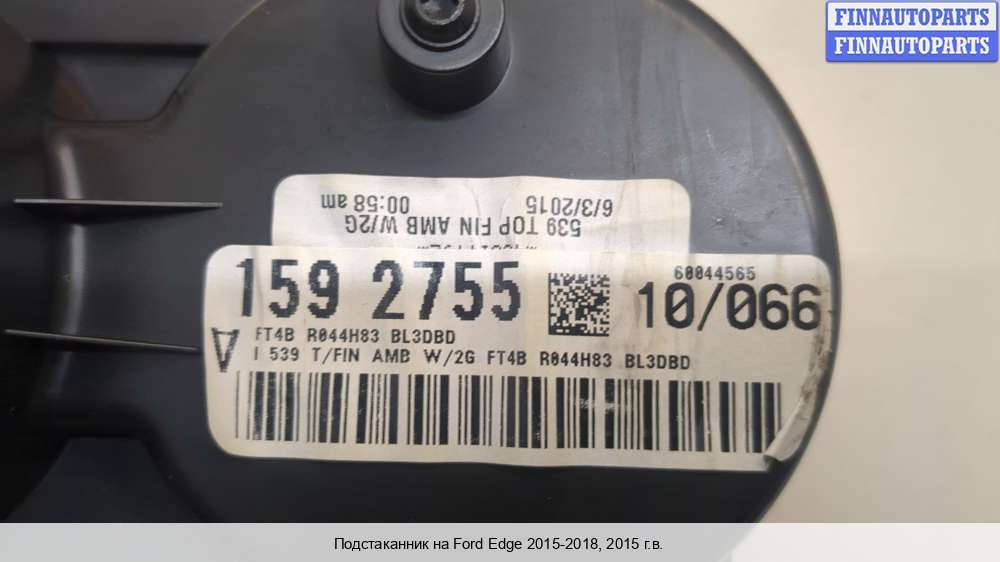 FINNAUTOPARTS
FINNAUTOPARTS
6/3/2015 00:58 am
539 TOP FIN AMB W/2G
159 2755
60044565
10/066
A
FT4B R044H83 BL3DBD
I 539 T/FIN AMB W/2G FT4B R044H83 BL3DBD
Подстаканник на Ford Edge 2015-2018, 2015 г.в.